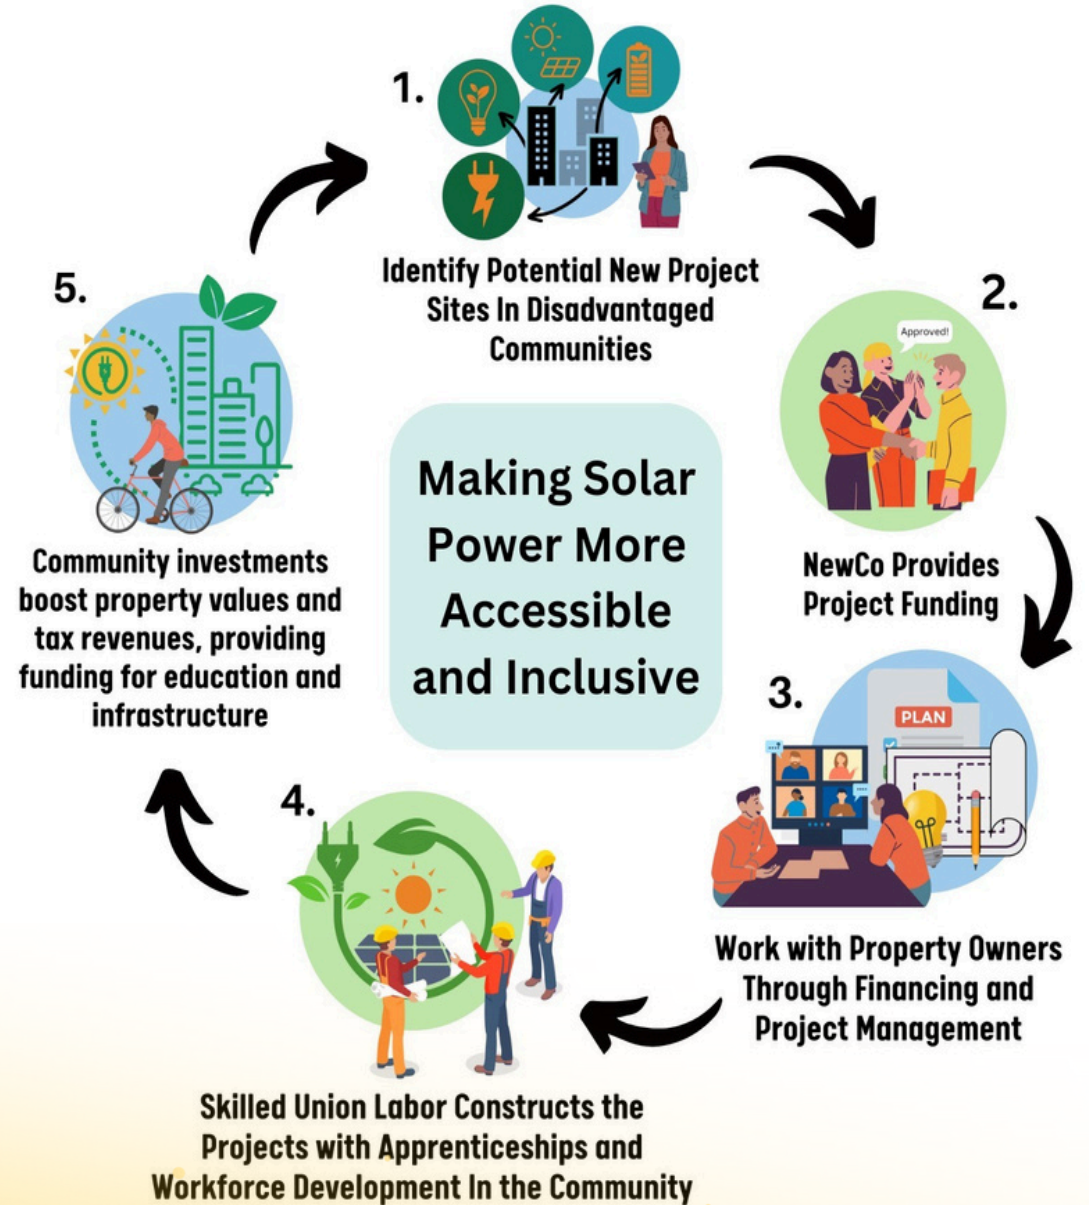 1.
Identify Potential New Project
Sites In Disadvantaged
Communities
2.
Approved!
NewCo Provides
Project Funding
3.
PLAN
Work with Property Owners
Through Financing and
Project Management
4.
Skilled Union Labor Constructs the
Projects with Apprenticeships and
Workforce Development In the Community
5.
Community investments
boost property values and
tax revenues, providing
funding for education and
infrastructure
Making Solar
Power More
Accessible
and Inclusive